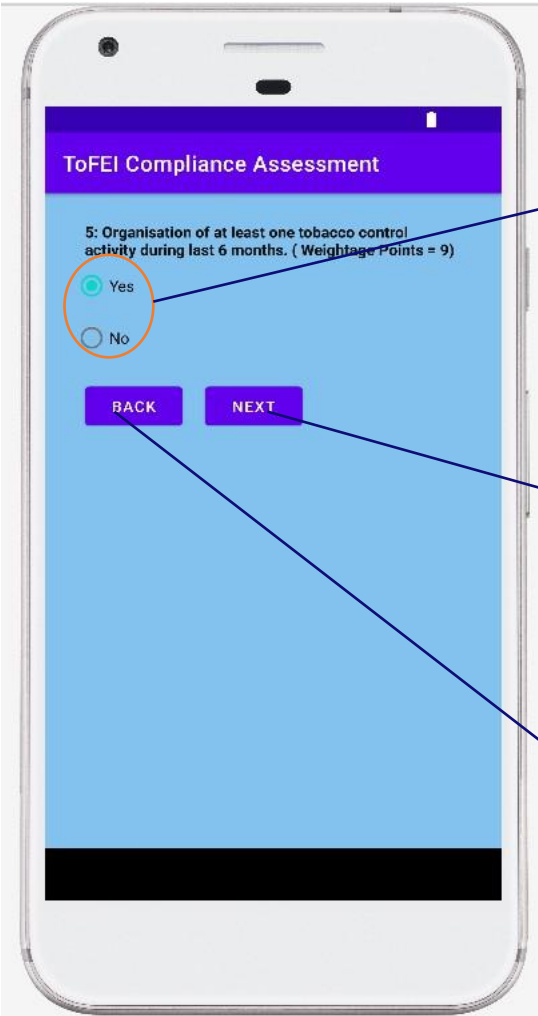 ToFEI Compliance Assessment
5: Organisation of at least one tobacco control
activity during last 6 months. ( Weightage Points = 9)
Yes
No
BACK
NEXT